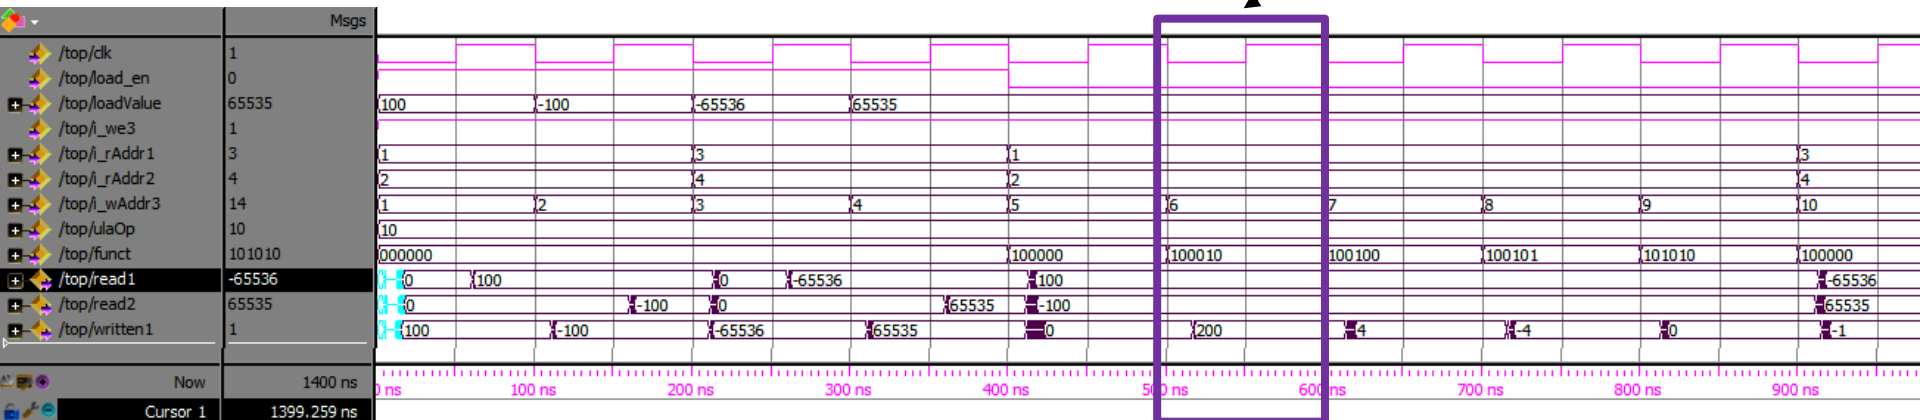 Msgs
/top/clk 1
/top/load_en 0
/top/loadValue 65535 100 -100 -65536 65535
/top/i_we3 1
/top/i_rAddr1 3 1 3 1 3
/top/i_rAddr2 4 2 4 2 4
/top/i_wAddr3 14 1 2 3 4 5 6 7 8 9 10
/top/ulaOp 10 10
/top/funct 101010 000000 100000 100010 100100 100101 101010 100000
/top/read1 -65536 0 100 0 -65536 100 -65536
/top/read2 65535 0 -100 0 65535 -100 65535
/top/written1 1 100 -100 -65536 65535 0 200 4 -4 0 -1
Now 1400 ns 0 ns 100 ns 200 ns 300 ns 400 ns 500 ns 600 ns 700 ns 800 ns 900 ns
Cursor 1 1399.259 ns